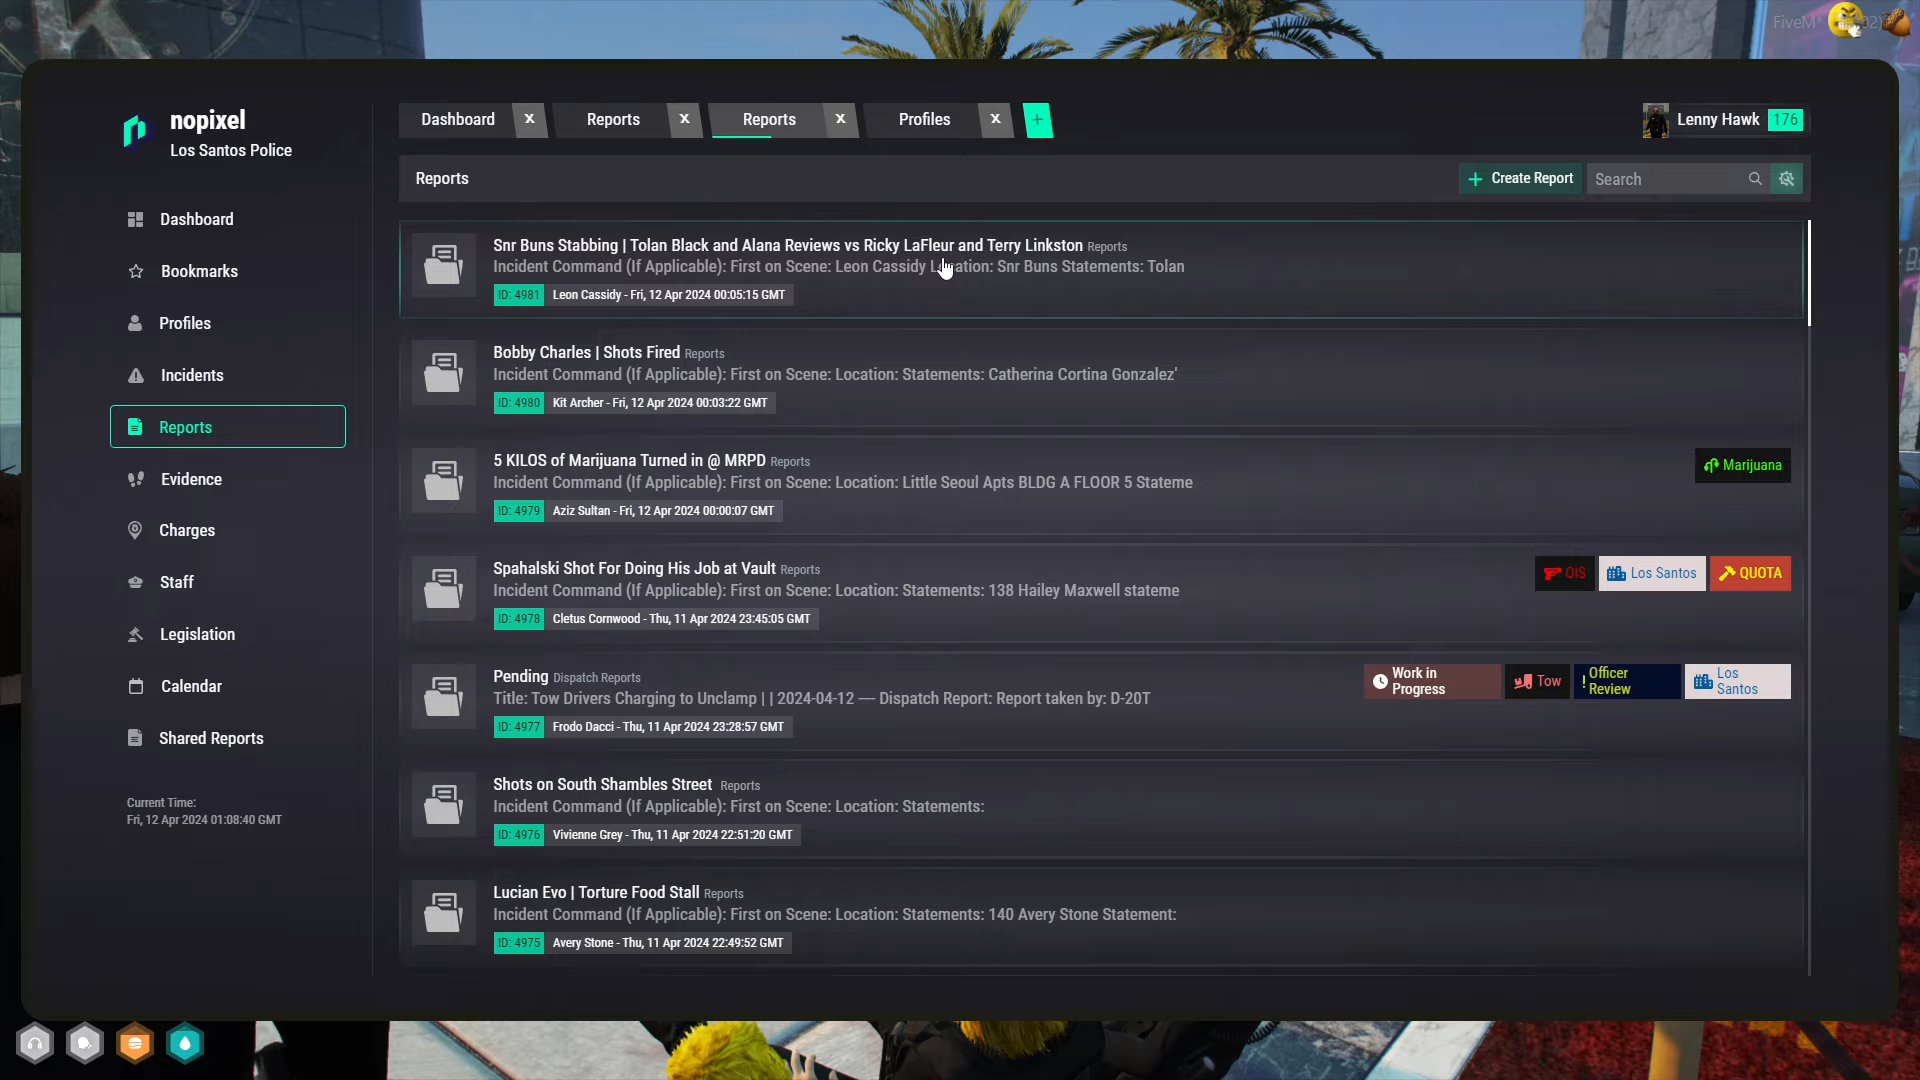 FiveM*
nopixel
Los Santos Police
Dashboard x Reports x Reports x Profiles x +
Lenny Hawk 176
Reports
+ Create Report
Search
Dashboard
Bookmarks
Profiles
Incidents
Reports
Evidence
Charges
Staff
Legislation
Calendar
Shared Reports
Current Time:
Fri, 12 Apr 2024 01:08:40 GMT
Snr Buns Stabbing | Tolan Black and Alana Reviews vs Ricky LaFleur and Terry Linkston Reports
Incident Command (If Applicable): First on Scene: Leon Cassidy Location: Snr Buns Statements: Tolan
ID: 4981 Leon Cassidy - Fri, 12 Apr 2024 00:05:15 GMT
Bobby Charles | Shots Fired Reports
Incident Command (If Applicable): First on Scene: Location: Statements: Catherina Cortina Gonzalez'
ID: 4980 Kit Archer - Fri, 12 Apr 2024 00:03:22 GMT
5 KILOS of Marijuana Turned in @ MRPD Reports
Marijuana
Incident Command (If Applicable): First on Scene: Location: Little Seoul Apts BLDG A FLOOR 5 Stateme
ID: 4979 Aziz Sultan - Fri, 12 Apr 2024 00:00:07 GMT
Spahalski Shot For Doing His Job at Vault Reports
OIS Los Santos QUOTA
Incident Command (If Applicable): First on Scene: Location: Statements: 138 Hailey Maxwell stateme
ID: 4978 Cletus Cornwood - Thu, 11 Apr 2024 23:45:05 GMT
Pending Dispatch Reports
Work in Progress Tow ! Officer Review Los Santos
Title: Tow Drivers Charging to Unclamp | | 2024-04-12 — Dispatch Report: Report taken by: D-20T
ID: 4977 Frodo Dacci - Thu, 11 Apr 2024 23:28:57 GMT
Shots on South Shambles Street Reports
Incident Command (If Applicable): First on Scene: Location: Statements:
ID: 4976 Vivienne Grey - Thu, 11 Apr 2024 22:51:20 GMT
Lucian Evo | Torture Food Stall Reports
Incident Command (If Applicable): First on Scene: Location: Statements: 140 Avery Stone Statement:
ID: 4975 Avery Stone - Thu, 11 Apr 2024 22:49:52 GMT